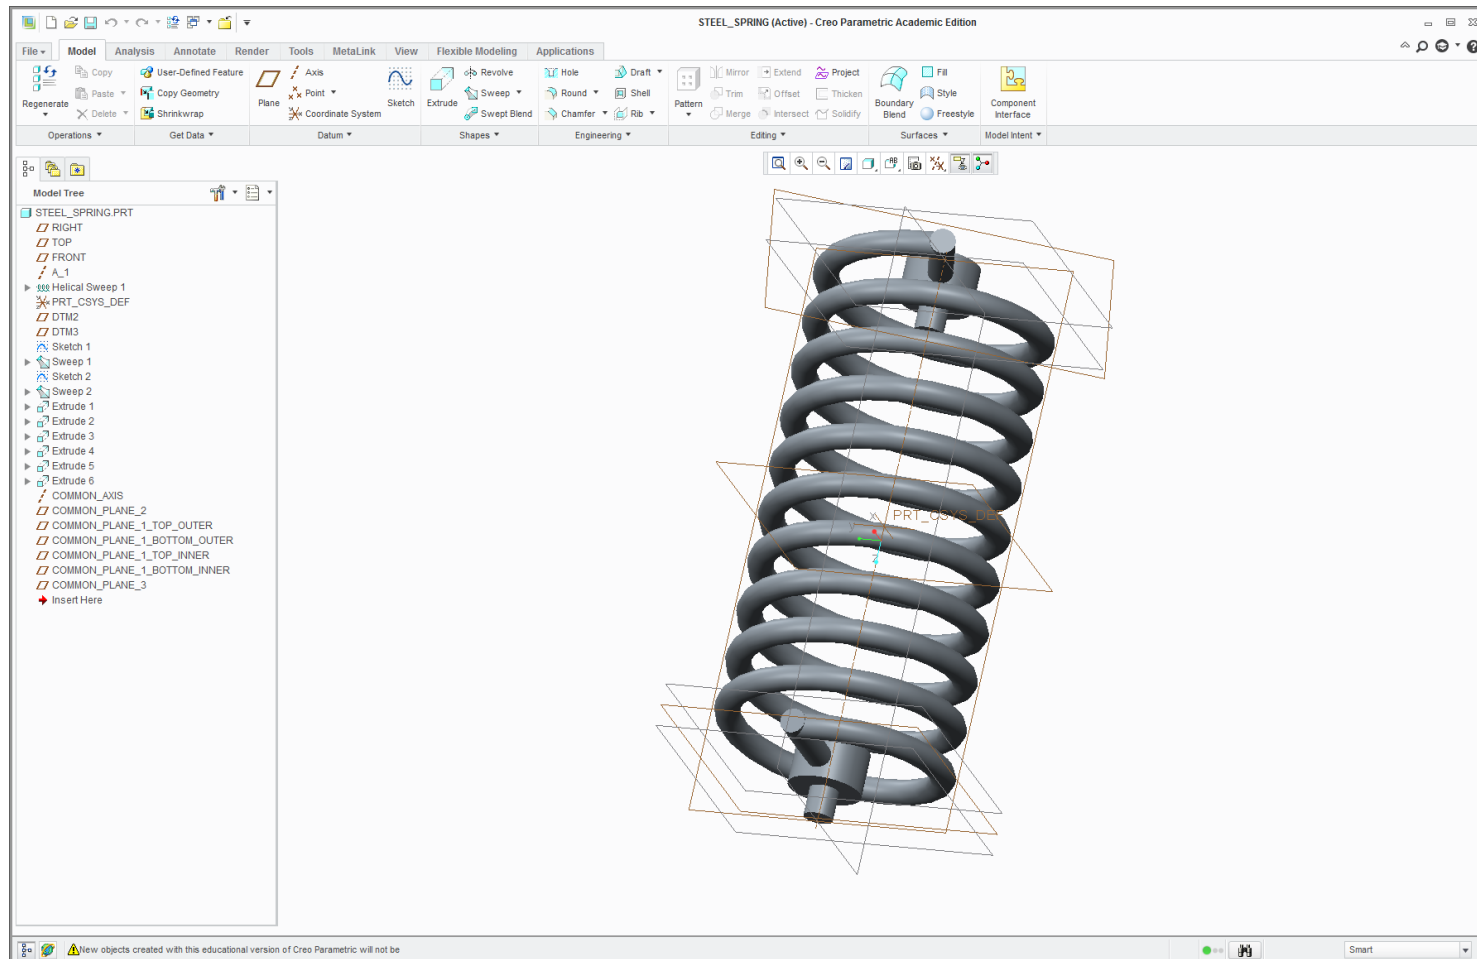 STEEL_SPRING (Active) - Creo Parametric Academic Edition
File Model Analysis Annotate Render Tools MetaLink View Flexible Modeling Applications
Regenerate
Copy
Paste
Delete
User-Defined Feature
Copy Geometry
Shrinkwrap
Plane
Axis
Point
Coordinate System
Sketch
Extrude
Revolve
Sweep
Swept Blend
Hole
Round
Chamfer
Draft
Shell
Rib
Pattern
Mirror
Trim
Merge
Extend
Offset
Intersect
Project
Thicken
Solidify
Boundary
Blend
Fill
Style
Freestyle
Component
Interface
Operations Get Data Datum Shapes Engineering Editing Surfaces Model Intent
Model Tree
STEEL_SPRING.PRT
RIGHT
TOP
FRONT
A_1
Helical Sweep 1
PRT_CSYS_DEF
DTM2
DTM3
Sketch 1
Sweep 1
Sketch 2
Sweep 2
Extrude 1
Extrude 2
Extrude 3
Extrude 4
Extrude 5
Extrude 6
COMMON_AXIS
COMMON_PLANE_2
COMMON_PLANE_1_TOP_OUTER
COMMON_PLANE_1_BOTTOM_OUTER
COMMON_PLANE_1_TOP_INNER
COMMON_PLANE_1_BOTTOM_INNER
COMMON_PLANE_3
Insert Here
X
PRT_CSYS_DEF
Y
Z
New objects created with this educational version of Creo Parametric will not be
Smart